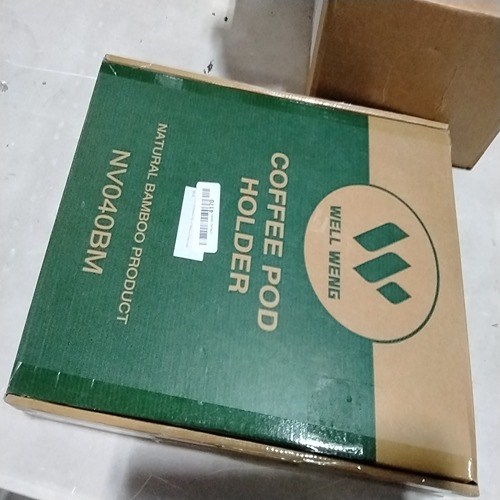 WELL WENG
COFFEE POD
HOLDER
NATURAL BAMBOO PRODUCT
NV040BM